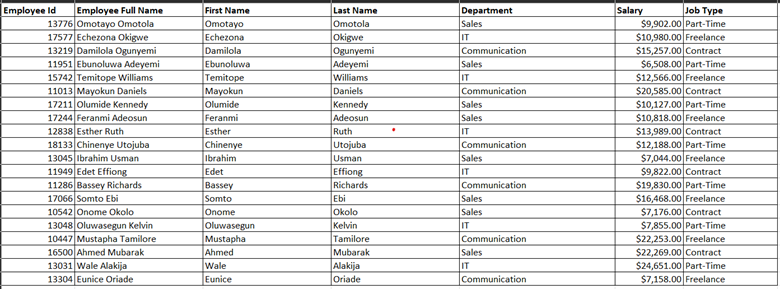 Employee Id Employee Full Name First Name Last Name Department Salary Job Type
13776 Omotayo Omotola Omotayo Omotola Sales $9,902.00 Part-Time
17577 Echezona Okigwe Echezona Okigwe IT $10,980.00 Freelance
13219 Damilola Ogunyemi Damilola Ogunyemi Communication $15,257.00 Contract
11951 Ebunoluwa Adeyemi Ebunoluwa Adeyemi Sales $6,508.00 Part-Time
15742 Temitope Williams Temitope Williams IT $12,566.00 Freelance
11013 Mayokun Daniels Mayokun Daniels Communication $20,585.00 Contract
17211 Olumide Kennedy Olumide Kennedy Sales $10,127.00 Part-Time
17244 Feranmi Adeosun Feranmi Adeosun Sales $10,818.00 Freelance
12838 Esther Ruth Esther Ruth IT $13,989.00 Contract
18133 Chinenye Utojuba Chinenye Utojuba Communication $12,188.00 Part-Time
13045 Ibrahim Usman Ibrahim Usman Sales $7,044.00 Freelance
11949 Edet Effiong Edet Effiong IT $9,822.00 Contract
11286 Bassey Richards Bassey Richards Communication $19,830.00 Part-Time
17066 Somto Ebi Somto Ebi Sales $16,468.00 Freelance
10542 Onome Okolo Onome Okolo Sales $7,176.00 Contract
13048 Oluwasegun Kelvin Oluwasegun Kelvin IT $7,855.00 Part-Time
10447 Mustapha Tamilore Mustapha Tamilore Communication $22,253.00 Freelance
16500 Ahmed Mubarak Ahmed Mubarak Sales $22,269.00 Contract
13031 Wale Alakija Wale Alakija IT $24,651.00 Part-Time
13304 Eunice Oriade Eunice Oriade Communication $7,158.00 Freelance